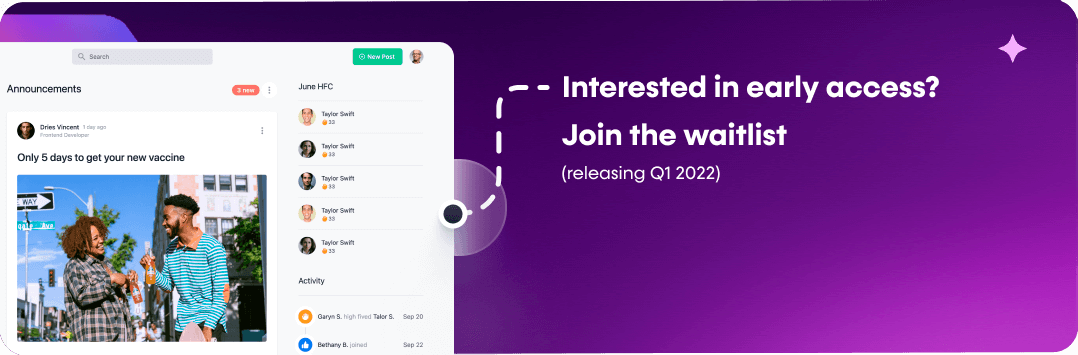 Search
New Post
Announcements
3 new
Dries Vincent 1 day ago
Frontend Developer
Only 5 days to get your new vaccine
WAY
gate Ave
June HFC
Taylor Swift
33
Taylor Swift
33
Taylor Swift
33
Taylor Swift
33
Taylor Swift
33
Activity
Garyn S. high fived Talor S. Sep 20
Bethany B. joined Sep 22
Interested in early access?
Join the waitlist
(releasing Q1 2022)